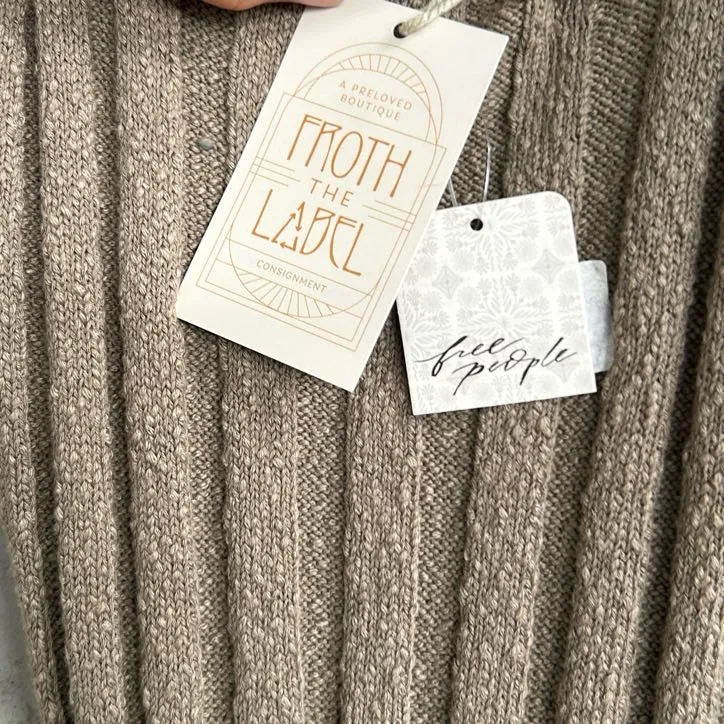 A PRELOVED
BOUTIQUE
FROTH
THE
LABEL
CONSIGNMENT
free
people